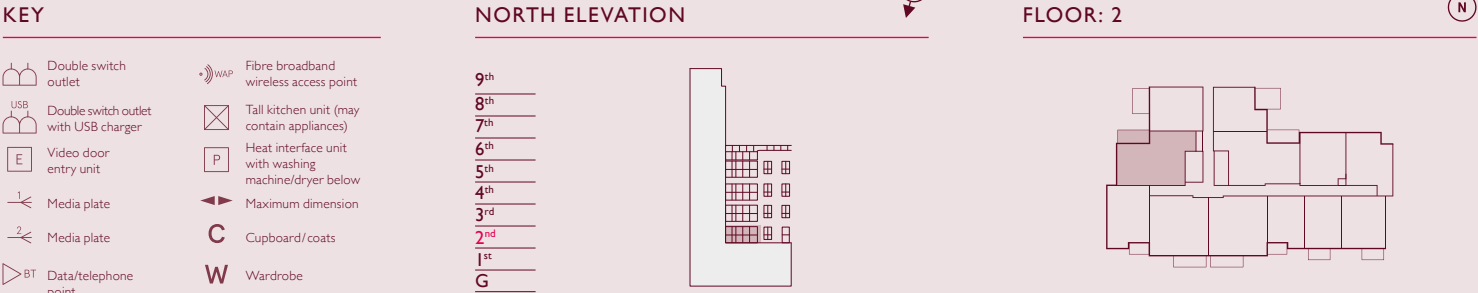 KEY
Double switch
outlet
USB
Double switch outlet
with USB charger
E
Video door
entry unit
1
Media plate
2
Media plate
BT
Data/telephone
point
WAP
Fibre broadband
wireless access point
Tall kitchen unit (may
contain appliances)
P
Heat interface unit
with washing
machine/dryer below
Maximum dimension
C
Cupboard/coats
W
Wardrobe
NORTH ELEVATION
9th
8th
7th
6th
5th
4th
3rd
2nd
1st
G
FLOOR: 2
N